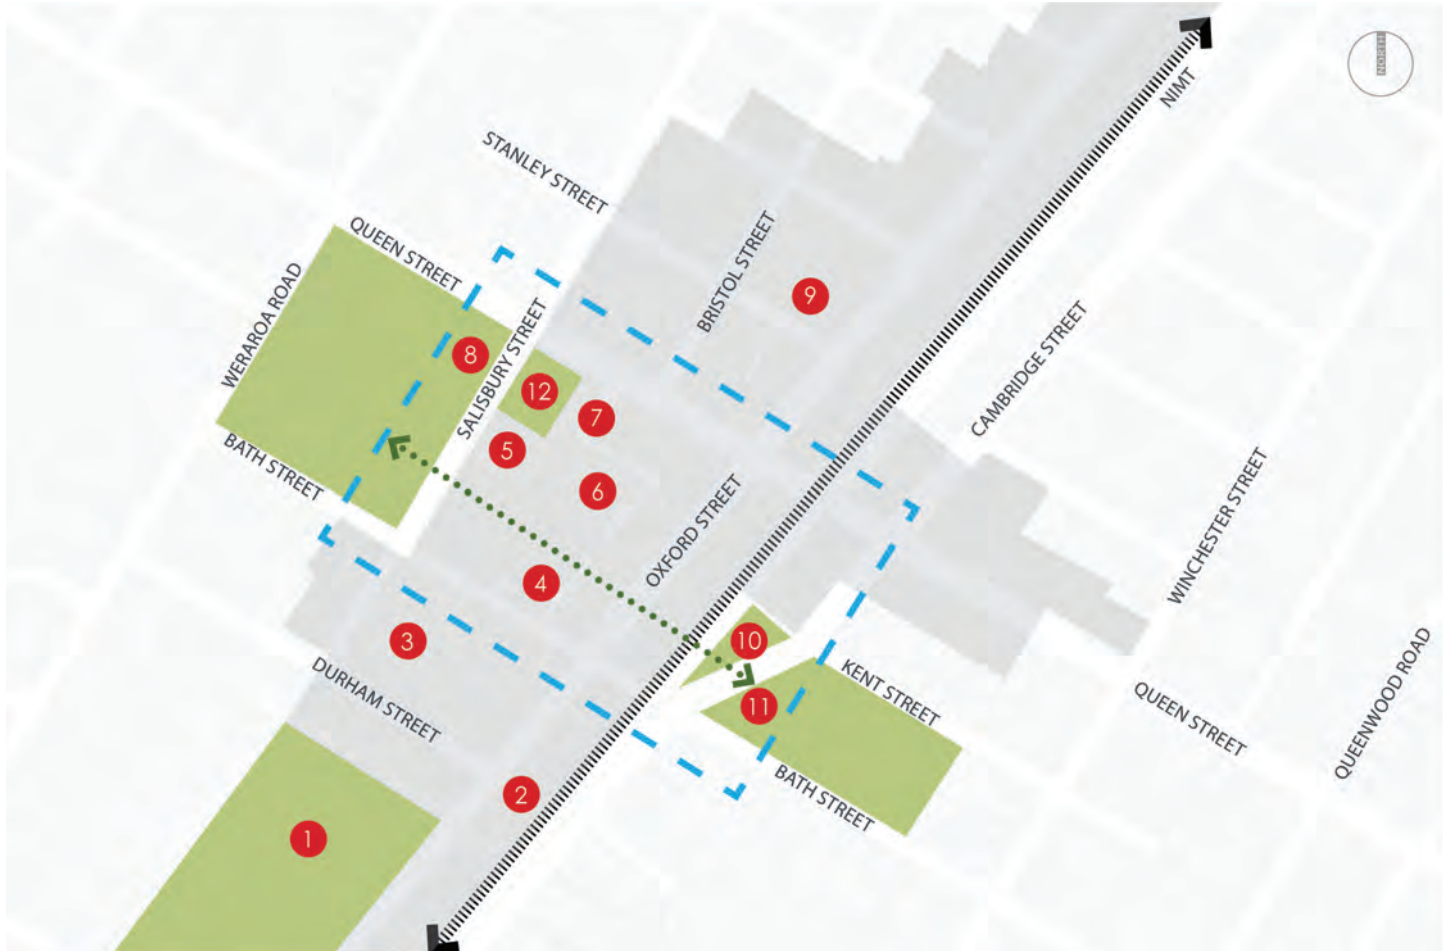 NORTH
NIMT
STANLEY STREET
QUEEN STREET
BRISTOL STREET
WERAROA ROAD
9
SALISBURY STREET
8
CAMBRIDGE STREET
12
7
5
BATH STREET
6
OXFORD STREET
WINCHESTER STREET
4
3
10
DURHAM STREET
KENT STREET
11
QUEEN STREET
QUEENWOOD ROAD
2
BATH STREET
1